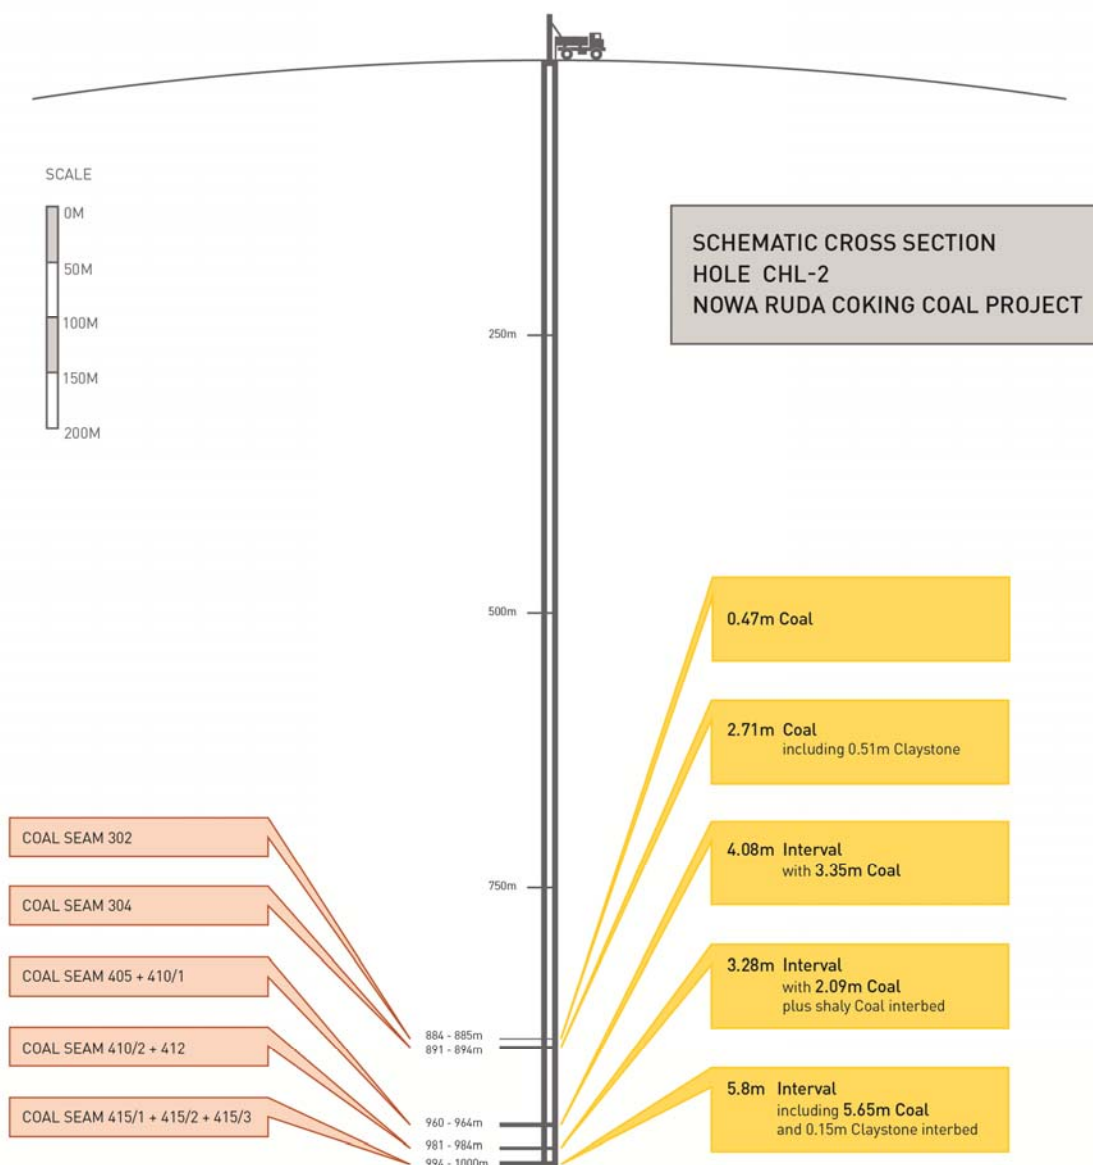 SCALE
0M
50M
100M
150M
200M
SCHEMATIC CROSS SECTION
HOLE CHL-2
NOWA RUDA COKING COAL PROJECT
250m
500m
750m
0.47m Coal
2.71m Coal
including 0.51m Claystone
4.08m Interval
with 3.35m Coal
3.28m Interval
with 2.09m Coal
plus shaly Coal interbed
5.8m Interval
including 5.65m Coal
and 0.15m Claystone interbed
COAL SEAM 302
COAL SEAM 304
COAL SEAM 405 + 410/1
COAL SEAM 410/2 + 412
COAL SEAM 415/1 + 415/2 + 415/3
884 - 885m
891 - 894m
960 - 964m
981 - 984m
994 - 1000m